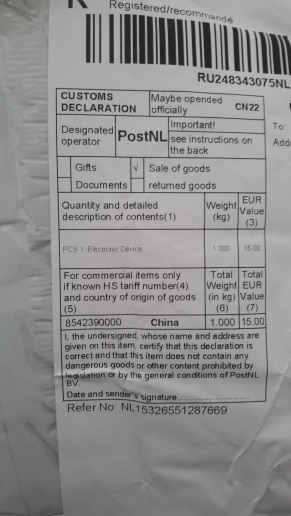 Registered/recommandé
RU248343075NL
CUSTOMS DECLARATION
Maybe opended officially
CN22
Designated operator
PostNL
Important!
see instructions on the back
To:
Gifts
√ Sale of goods
Documents
returned goods
Quantity and detailed description of contents(1)
Weight (kg)
EUR Value (3)
PCS 1. Electronic Device
1.000
15.00
For commercial items only if known HS tariff number(4) and country of origin of goods (5)
Total Weight (in kg) (6)
Total EUR Value (7)
8542390000
China
1.000
15.00
I, the undersigned, whose name and address are
given on this item, certify that this declaration is
correct and that this item does not contain any
dangerous goods or other content prohibited by
legislation or by the general conditions of PostNL
BV.
Date and sender's signature
Refer No: NL15326551287669